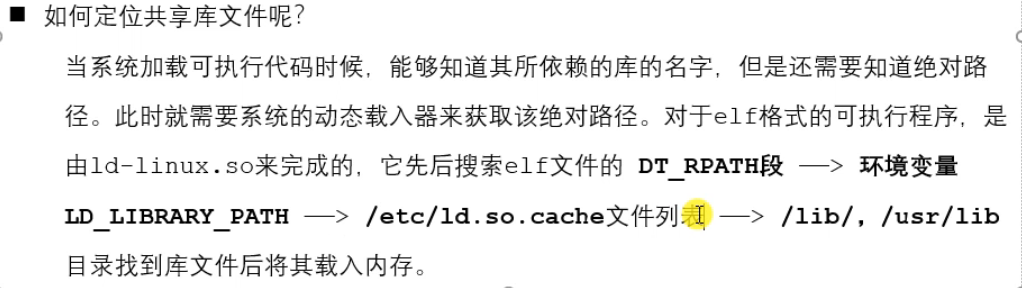 ■ 如何定位共享库文件呢?
当系统加载可执行代码时候,能够知道其所依赖的库的名字,但是还需要知道绝对路
径。此时就需要系统的动态载入器来获取该绝对路径。对于elf格式的可执行程序,是
由ld-linux.so来完成的,它先后搜索elf文件的 DT_RPATH段 ——> 环境变量
LD_LIBRARY_PATH ——> /etc/ld.so.cache文件列表 ——> /lib/, /usr/lib
目录找到库文件后将其载入内存。